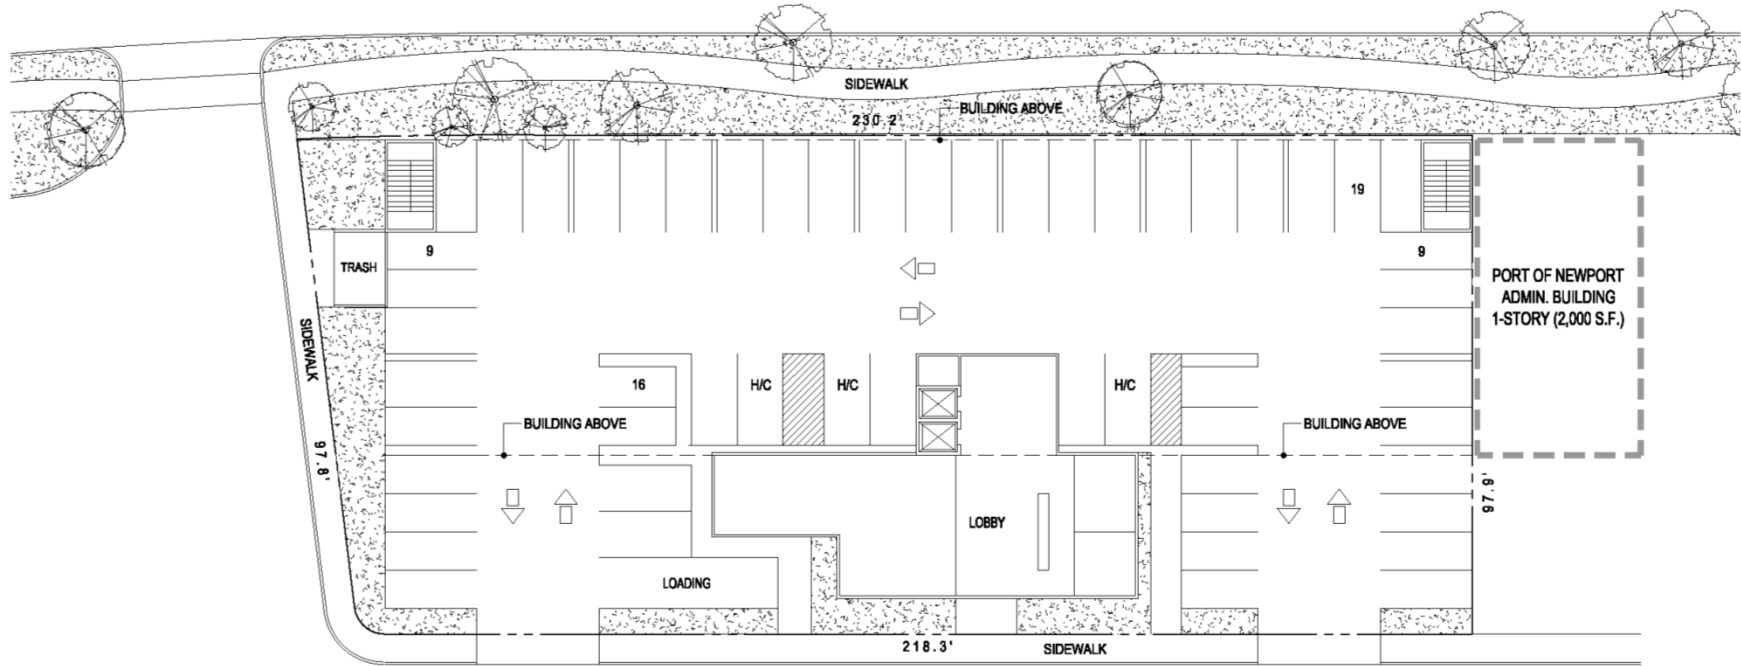 SIDEWALK
BUILDING ABOVE
230.2'
19
9
9
TRASH
PORT OF NEWPORT
ADMIN. BUILDING
1-STORY (2,000 S.F.)
SIDEWALK
16
H/C
H/C
H/C
BUILDING ABOVE
BUILDING ABOVE
97.8'
97.9'
LOBBY
LOADING
218.3'
SIDEWALK